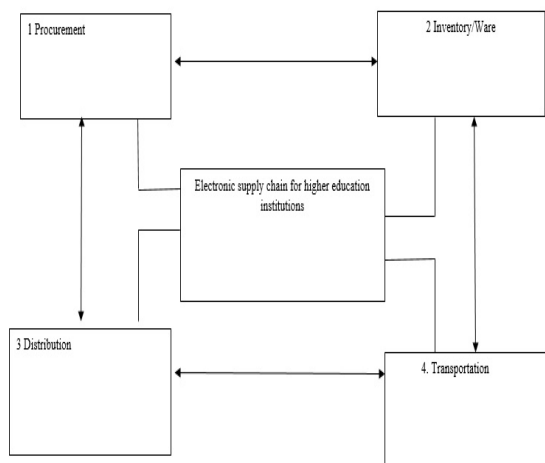 1 Procurement
2 Inventory/Ware
Electronic supply chain for higher education
institutions
3 Distribution
4. Transportation